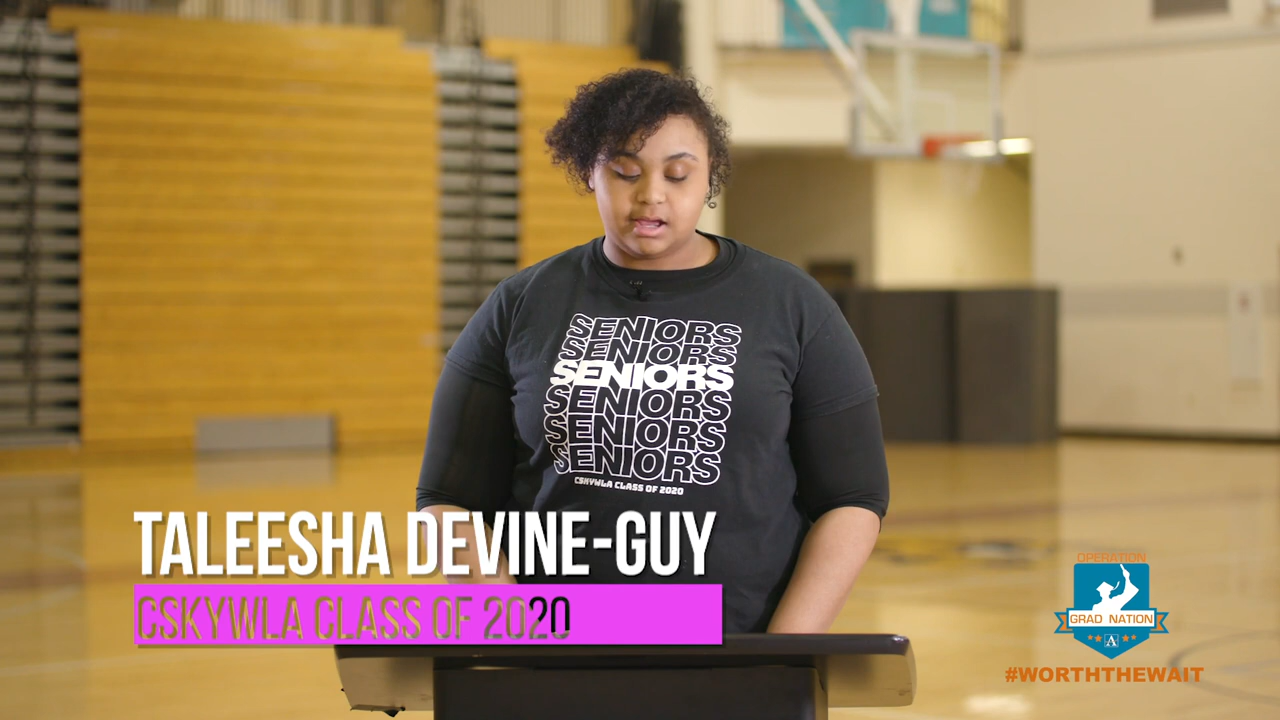 SENIORS
SENIORS
SENIORS
SENIORS
SENIORS
SENIORS
CSKYWLA CLASS OF 2020
TALEESHA DEVINE-GUY
CSKYWLA CLASS OF 2020
OPERATION
GRAD NATION
A
#WORTHTHEWAIT